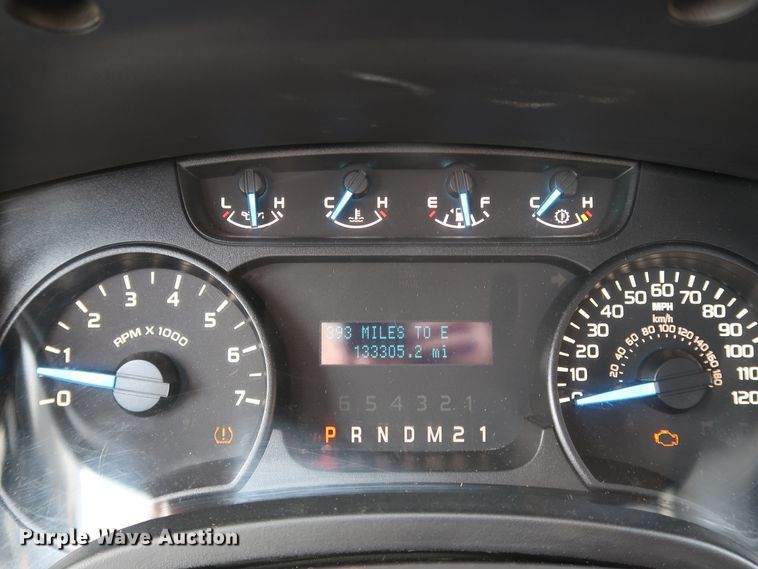 L H
C H
E F
C H
0 1 2 3 4 5 6 7
RPM X 1000
393 MILES TO E
133305.2 mi
6 5 4 3 2 1
P R N D M 2 1
0 10 20 30 40 50 60 70 80 90 100 110 120
MPH
km/h
20 40 60 80 100 120 140 160 180
Purple Wave Auction